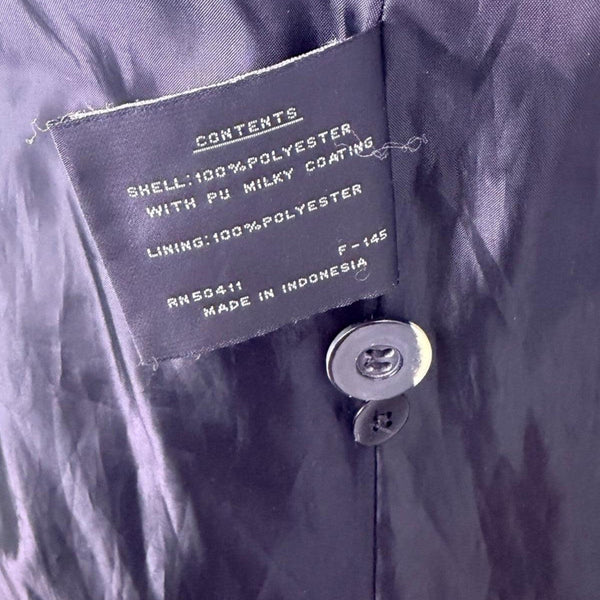 CONTENTS
SHELL:100%POLYESTER
WITH PU MILKY COATING
LINING:100%POLYESTER
F-145
RN50411
MADE IN INDONESIA